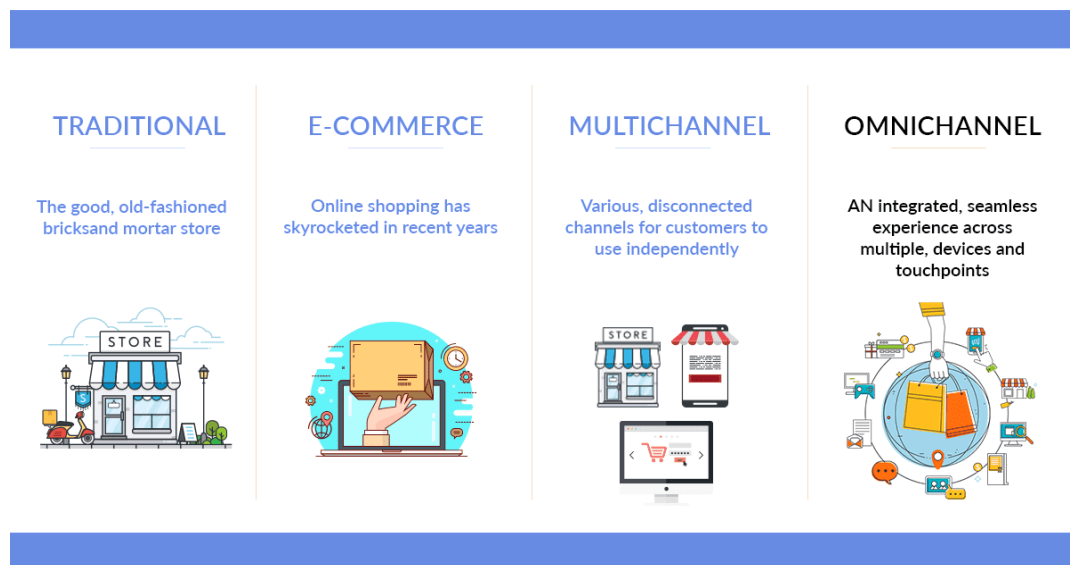 TRADITIONAL
The good, old-fashioned
bricksand mortar store
STORE
S
E-COMMERCE
Online shopping has
skyrocketed in recent years
MULTICHANNEL
Various, disconnected
channels for customers to
use independently
STORE
OMNICHANNEL
AN integrated, seamless
experience across
multiple, devices and
touchpoints